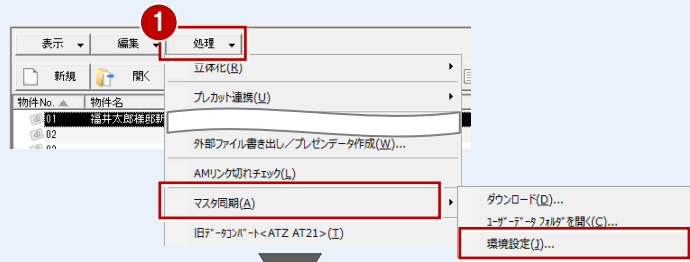 1
表示 編集 処理
新規 開く 立体化(R)
物件No. 物件名 プレカット連携(U)
01 福井太郎様邸新
02
外部ファイル書き出し／プレゼンデータ作成(W)...
AMリンク切れチェック(L)
マスタ同期(A) ダウンロード(D)...
ユーザーデータ フォルダを開く(C)...
旧データコンバート<ATZ AT21>(T) 環境設定(J)...